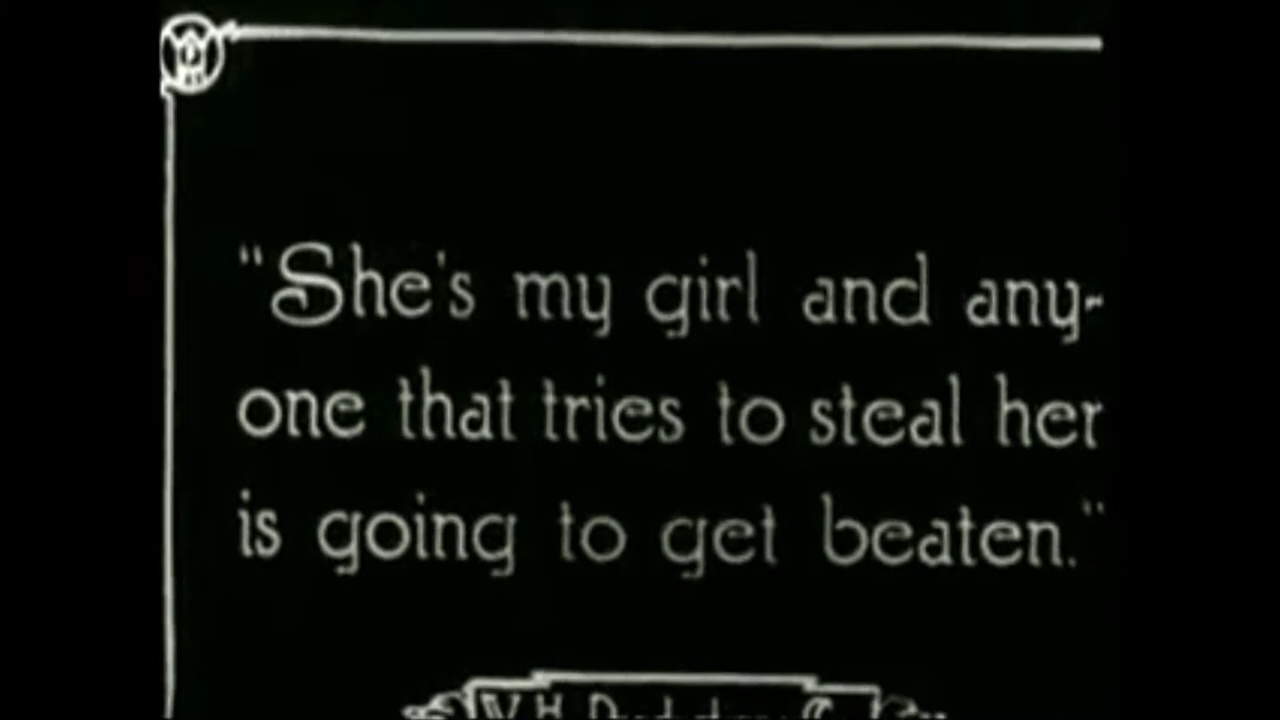 "She's my girl and any-
one that tries to steal her
is going to get beaten."